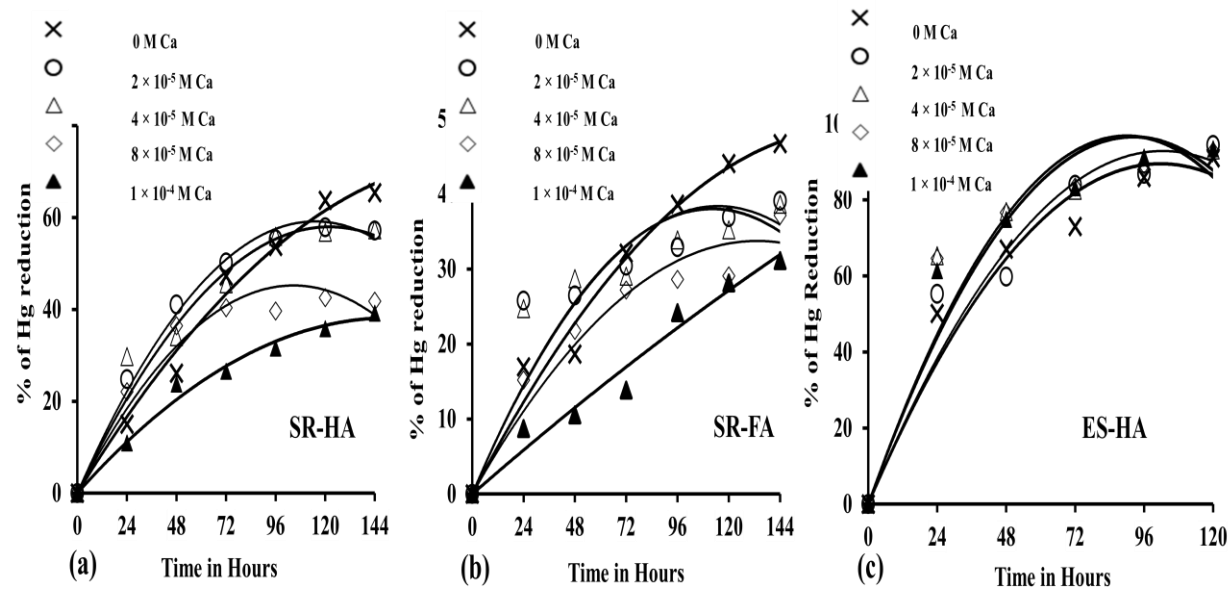 0 M Ca
2 × 10⁻⁵ M Ca
4 × 10⁻⁵ M Ca
8 × 10⁻⁵ M Ca
1 × 10⁻⁴ M Ca
% of Hg reduction
60
40
20
0
SR-HA
0 24 48 72 96 120 144
(a)
Time in Hours
0 M Ca
2 × 10⁻⁵ M Ca
4 × 10⁻⁵ M Ca
8 × 10⁻⁵ M Ca
1 × 10⁻⁴ M Ca
% of Hg reduction
5
4
30
20
10
0
SR-FA
0 24 48 72 96 120 144
(b)
Time in Hours
0 M Ca
2 × 10⁻⁵ M Ca
4 × 10⁻⁵ M Ca
8 × 10⁻⁵ M Ca
1 × 10⁻⁴ M Ca
% of Hg Reduction
10
80
60
40
20
0
ES-HA
0 24 48 72 96 120
(c)
Time in Hours